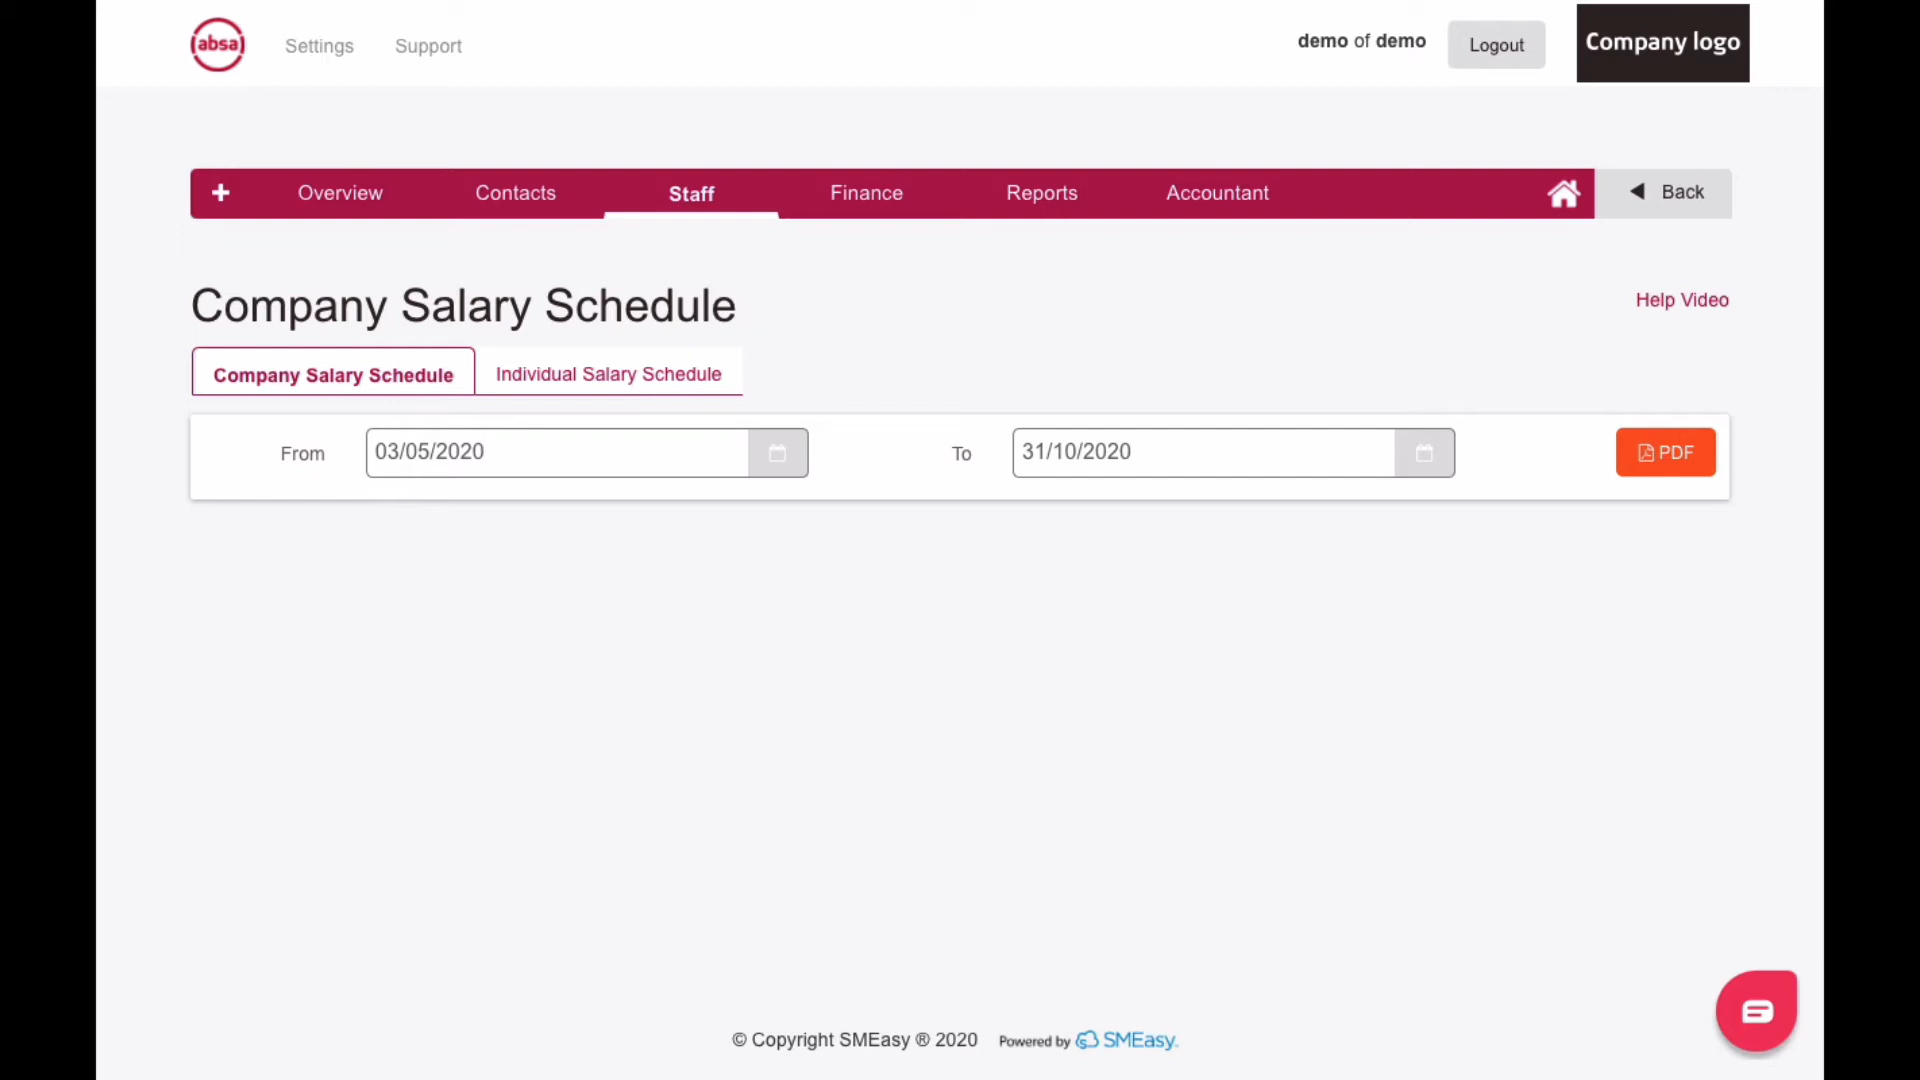 absa Settings Support demo of demo Logout Company logo
Overview Contacts Staff Finance Reports Accountant Back
Company Salary Schedule Help Video
Company Salary Schedule Individual Salary Schedule
From 03/05/2020 To 31/10/2020 PDF
© Copyright SMEasy ® 2020 Powered by SMEasy.